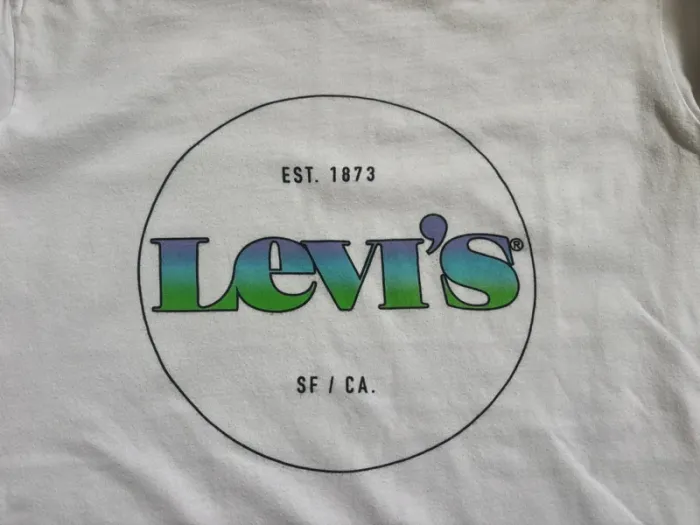 EST. 1873
Levi's®
SF / CA.